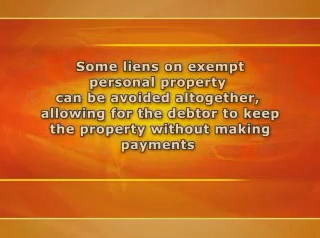 Some liens on exempt
personal property
can be avoided altogether,
allowing for the debtor to keep
the property without making
payments